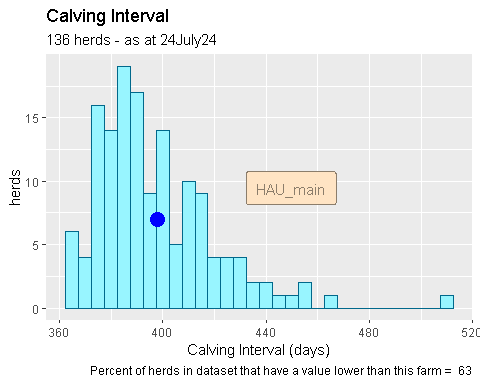 Calving Interval
136 herds - as at 24July24
herds
15
10
5
0
HAU_main
360 400 440 480 520
Calving Interval (days)
Percent of herds in dataset that have a value lower than this farm = 63